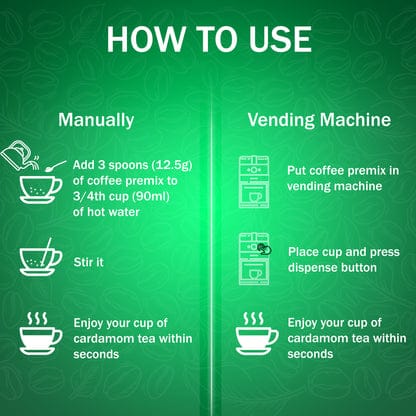 HOW TO USE
Manually
Add 3 spoons (12.5g)
of coffee premix to
3/4th cup (90ml)
of hot water
Stir it
Enjoy your cup of
cardamom tea within
seconds
Vending Machine
Put coffee premix in
vending machine
Place cup and press
dispense button
Enjoy your cup of
cardamom tea within
seconds